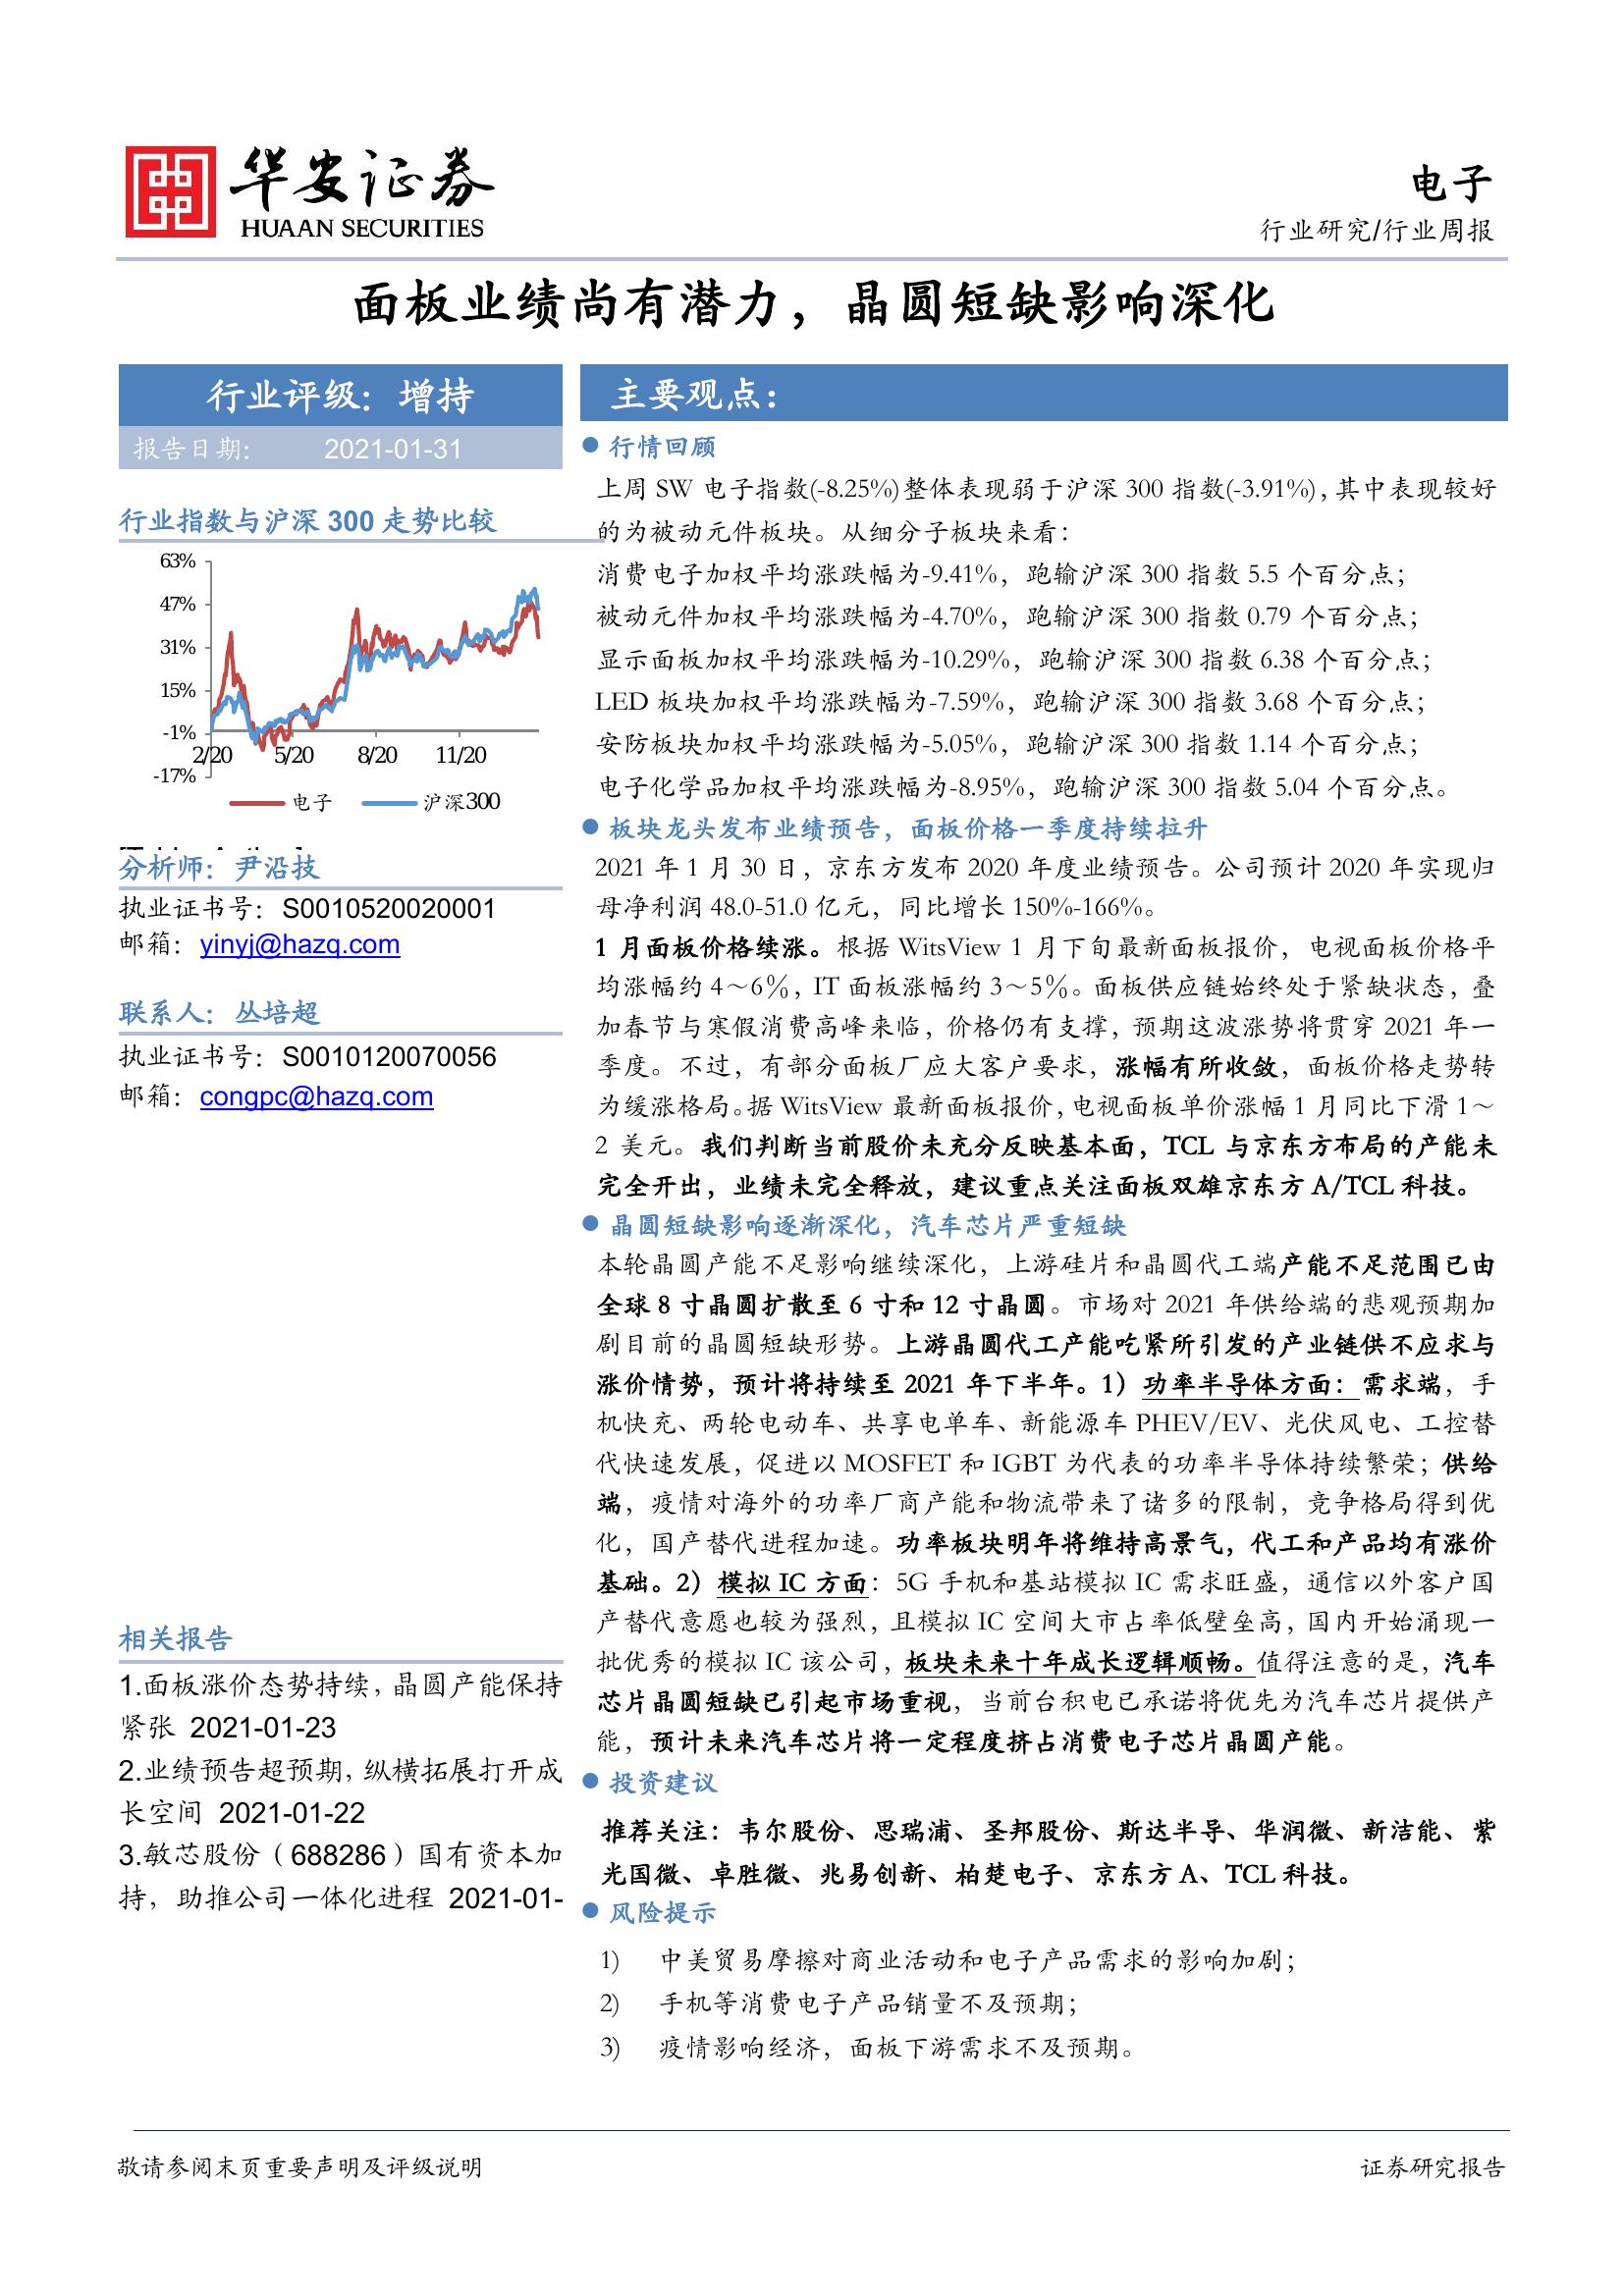 华安证券
HUAAN SECURITIES
电子
行业研究/行业周报
面板业绩尚有潜力，晶圆短缺影响深化
行业评级：增持
报告日期： 2021-01-31
行业指数与沪深 300 走势比较
63%
47%
31%
15%
-1%
-17%
2/20 5/20 8/20 11/20
电子 沪深300
分析师：尹沿技
执业证书号：S0010520020001
邮箱：yinyj@hazq.com
联系人：丛培超
执业证书号：S0010120070056
邮箱：congpc@hazq.com
相关报告
1.面板涨价态势持续，晶圆产能保持
紧张 2021-01-23
2.业绩预告超预期，纵横拓展打开成
长空间 2021-01-22
3.敏芯股份（688286）国有资本加
持，助推公司一体化进程 2021-01-
主要观点：
行情回顾
上周 SW 电子指数(-8.25%)整体表现弱于沪深 300 指数(-3.91%)，其中表现较好
的为被动元件板块。从细分子板块来看：
消费电子加权平均涨跌幅为-9.41%，跑输沪深 300 指数 5.5 个百分点；
被动元件加权平均涨跌幅为-4.70%，跑输沪深 300 指数 0.79 个百分点；
显示面板加权平均涨跌幅为-10.29%，跑输沪深 300 指数 6.38 个百分点；
LED 板块加权平均涨跌幅为-7.59%，跑输沪深 300 指数 3.68 个百分点；
安防板块加权平均涨跌幅为-5.05%，跑输沪深 300 指数 1.14 个百分点；
电子化学品加权平均涨跌幅为-8.95%，跑输沪深 300 指数 5.04 个百分点。
板块龙头发布业绩预告，面板价格一季度持续拉升
2021 年 1 月 30 日，京东方发布 2020 年度业绩预告。公司预计 2020 年实现归
母净利润 48.0-51.0 亿元，同比增长 150%-166%。
1 月面板价格续涨。根据 WitsView 1 月下旬最新面板报价，电视面板价格平
均涨幅约 4～6％，IT 面板涨幅约 3～5％。面板供应链始终处于紧缺状态，叠
加春节与寒假消费高峰来临，价格仍有支撑，预期这波涨势将贯穿 2021 年一
季度。不过，有部分面板厂应大客户要求，涨幅有所收敛，面板价格走势转
为缓涨格局。据 WitsView 最新面板报价，电视面板单价涨幅 1 月同比下滑 1～
2 美元。我们判断当前股价未充分反映基本面，TCL 与京东方布局的产能未
完全开出，业绩未完全释放，建议重点关注面板双雄京东方 A/TCL 科技。
晶圆短缺影响逐渐深化，汽车芯片严重短缺
本轮晶圆产能不足影响继续深化，上游硅片和晶圆代工端产能不足范围已由
全球 8 寸晶圆扩散至 6 寸和 12 寸晶圆。市场对 2021 年供给端的悲观预期加
剧目前的晶圆短缺形势。上游晶圆代工产能吃紧所引发的产业链供不应求与
涨价情势，预计将持续至 2021 年下半年。1）功率半导体方面：需求端，手
机快充、两轮电动车、共享电单车、新能源车 PHEV/EV、光伏风电、工控替
代快速发展，促进以 MOSFET 和 IGBT 为代表的功率半导体持续繁荣；供给
端，疫情对海外的功率厂商产能和物流带来了诸多的限制，竞争格局得到优
化，国产替代进程加速。功率板块明年将维持高景气，代工和产品均有涨价
基础。2）模拟 IC 方面：5G 手机和基站模拟 IC 需求旺盛，通信以外客户国
产替代意愿也较为强烈，且模拟 IC 空间大市占率低壁垒高，国内开始涌现一
批优秀的模拟 IC 该公司，板块未来十年成长逻辑顺畅。值得注意的是，汽车
芯片晶圆短缺已引起市场重视，当前台积电已承诺将优先为汽车芯片提供产
能，预计未来汽车芯片将一定程度挤占消费电子芯片晶圆产能。
投资建议
推荐关注：韦尔股份、思瑞浦、圣邦股份、斯达半导、华润微、新洁能、紫
光国微、卓胜微、兆易创新、柏楚电子、京东方 A、TCL 科技。
风险提示
1) 中美贸易摩擦对商业活动和电子产品需求的影响加剧；
2) 手机等消费电子产品销量不及预期；
3) 疫情影响经济，面板下游需求不及预期。
敬请参阅末页重要声明及评级说明
证券研究报告